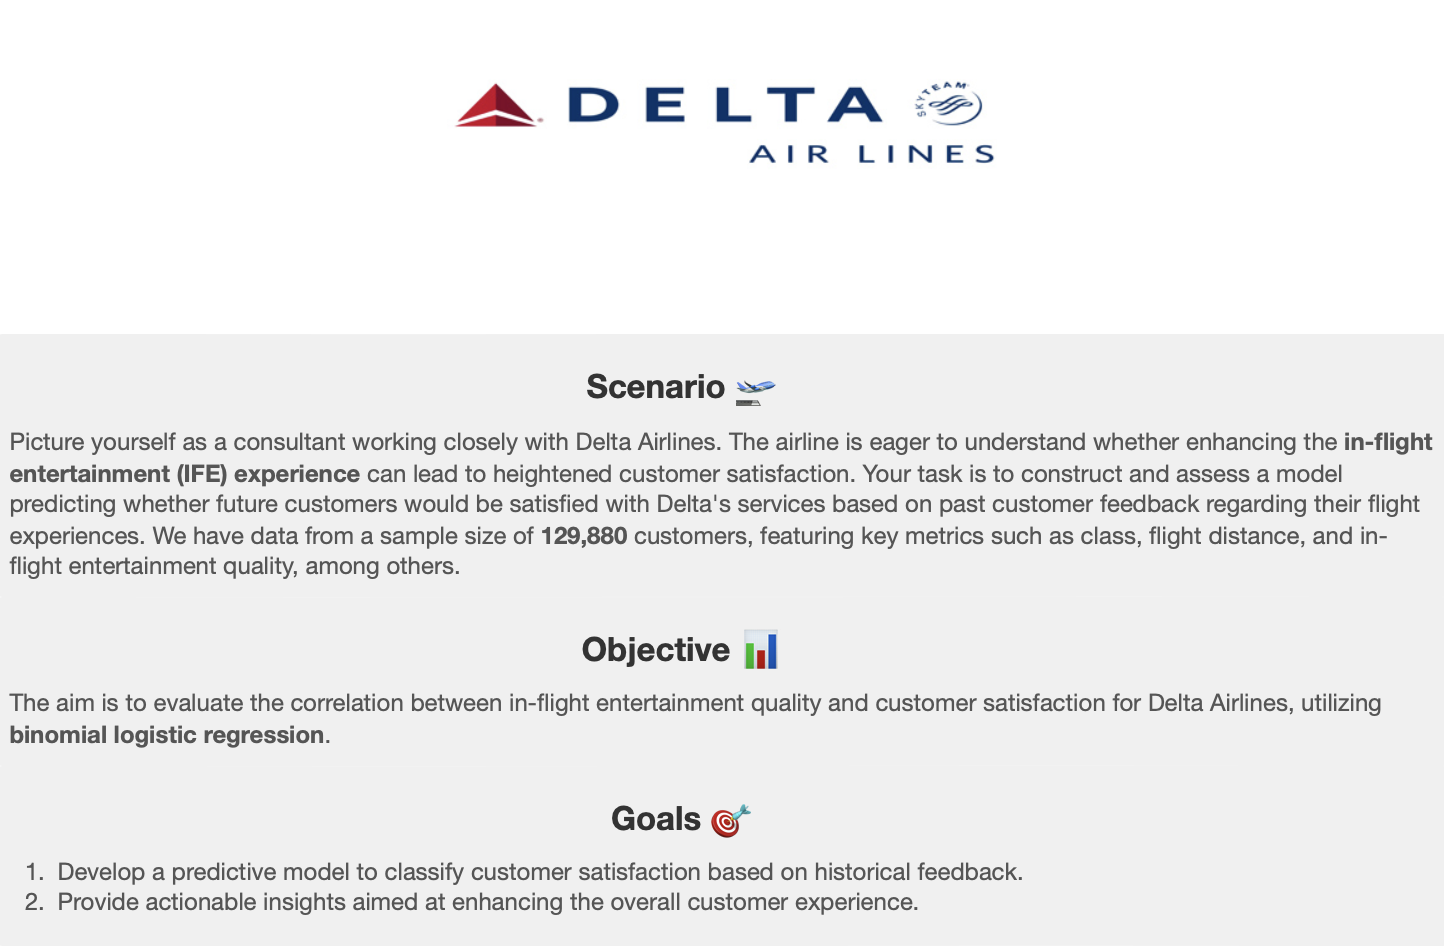 DELTA SKYTEAM
AIR LINES
Scenario 🛫
Picture yourself as a consultant working closely with Delta Airlines. The airline is eager to understand whether enhancing the in-flight
entertainment (IFE) experience can lead to heightened customer satisfaction. Your task is to construct and assess a model
predicting whether future customers would be satisfied with Delta's services based on past customer feedback regarding their flight
experiences. We have data from a sample size of 129,880 customers, featuring key metrics such as class, flight distance, and in-
flight entertainment quality, among others.
Objective 📊
The aim is to evaluate the correlation between in-flight entertainment quality and customer satisfaction for Delta Airlines, utilizing
binomial logistic regression.
Goals 🎯
1. Develop a predictive model to classify customer satisfaction based on historical feedback.
2. Provide actionable insights aimed at enhancing the overall customer experience.